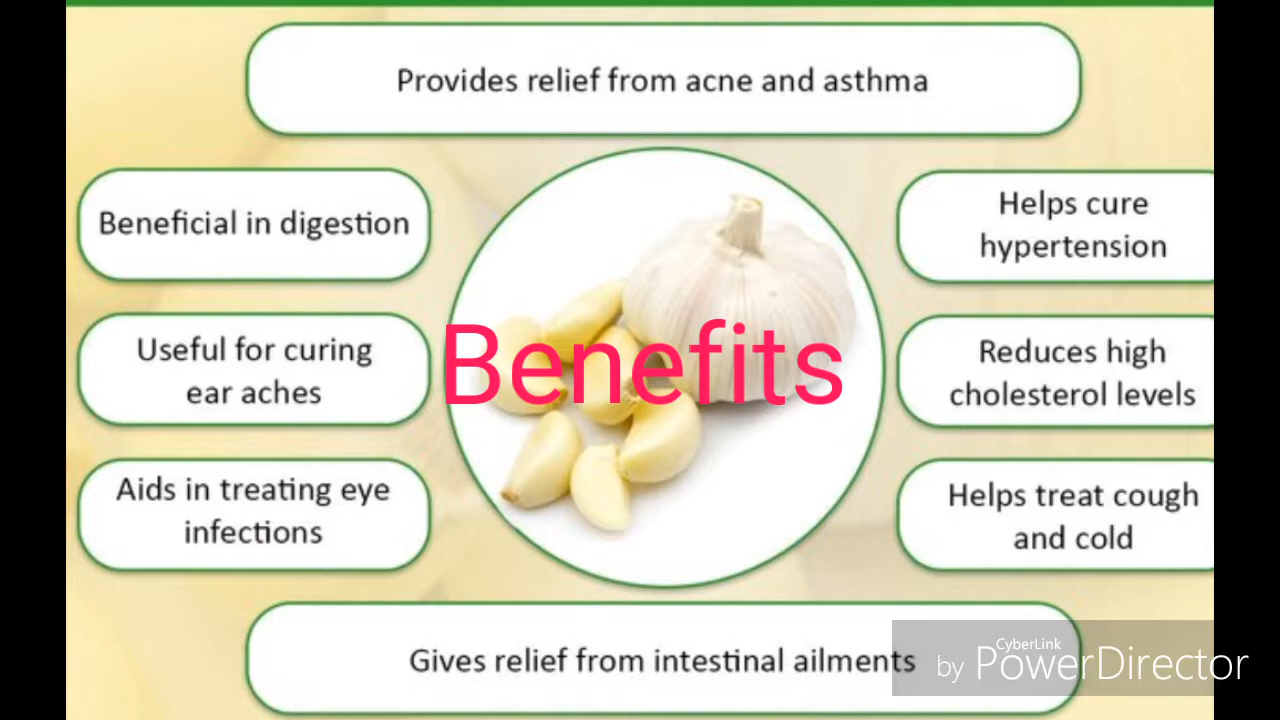 Provides relief from acne and asthma
Beneficial in digestion
Helps cure
hypertension
Useful for curing
ear aches
Benefits
Reduces high
cholesterol levels
Aids in treating eye
infections
Helps treat cough
and cold
Gives relief from intestinal ailments
CyberLink
by PowerDirector